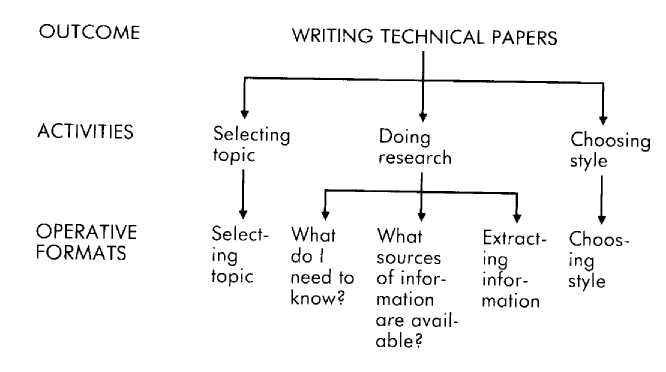 OUTCOME
WRITING TECHNICAL PAPERS
ACTIVITIES
Selecting
topic
Doing
research
Choosing
style
OPERATIVE
FORMATS
Select-
ing
topic
What
do I
need to
know?
What
sources
of infor-
mation
are avail-
able?
Extract-
ing
infor-
mation
Choos-
ing
style